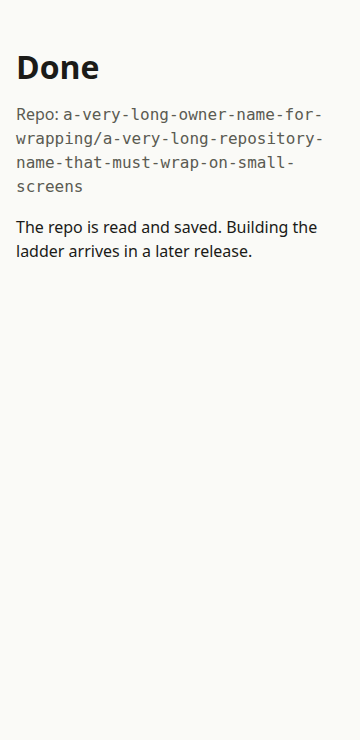 Done
Repo: a-very-long-owner-name-for-
wrapping/a-very-long-repository-
name-that-must-wrap-on-small-
screens
The repo is read and saved. Building the
ladder arrives in a later release.